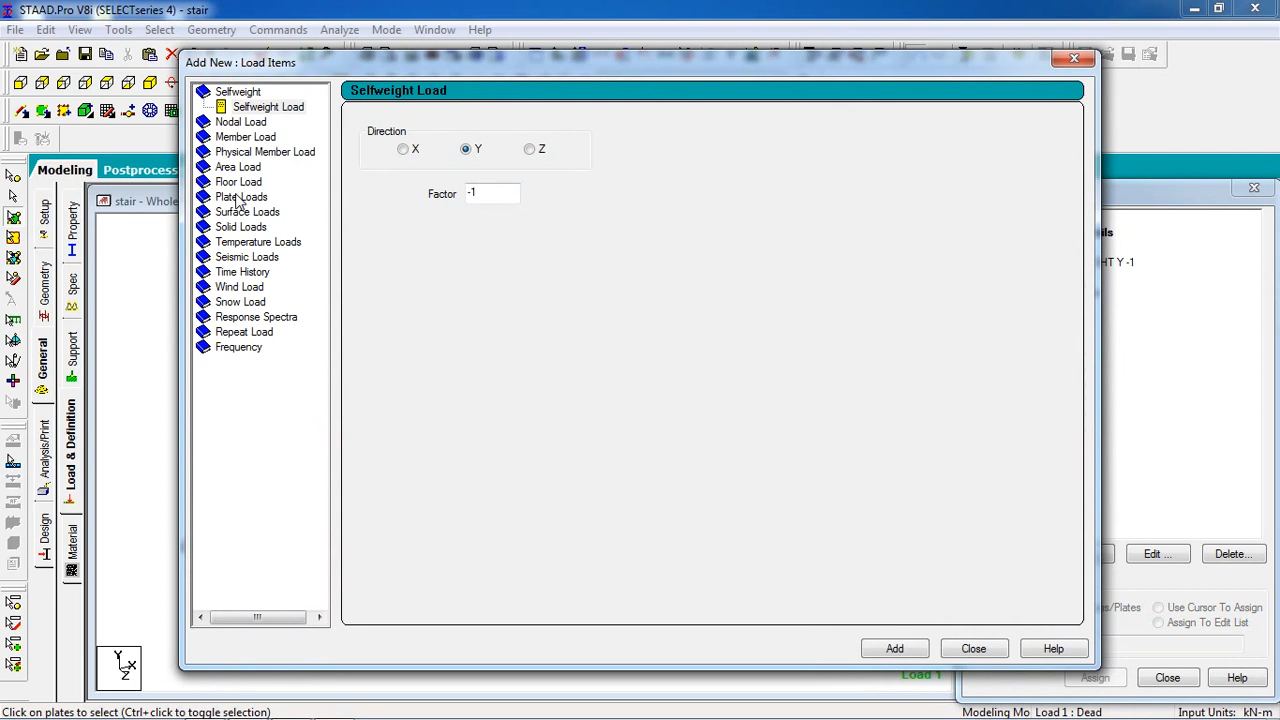 STAAD.Pro V8i (SELECTseries 4) - stair
File Edit View Tools Select Geometry Commands Analyze Mode Window Help
Add New : Load Items
Selfweight
Selfweight Load
Nodal Load
Member Load
Physical Member Load
Area Load
Floor Load
Plate Loads
Surface Loads
Solid Loads
Temperature Loads
Seismic Loads
Time History
Wind Load
Snow Load
Response Spectra
Repeat Load
Frequency
Selfweight Load
Direction
X Y Z
Factor -1
Add Close Help
Modeling Postprocess
stair - Whole
Setup
Geometry
General
Analysis/Print
Design
Property
Spec
Support
Load & Definition
Material
Y
X
Z
Load 1
HT Y -1
Edit ... Delete...
Use Cursor To Assign
Assign To Edit List
Assign Close Help
Click on plates to select (Ctrl+click to toggle selection)
Modeling Mo Load 1 : Dead Input Units: kN-m